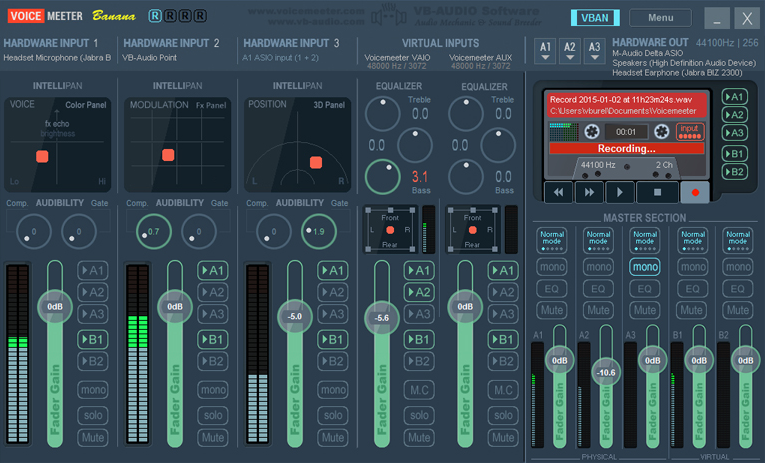 VOICE MEETER Banana R R R R
www.voicemeeter.com
www.vb-audio.com
VB-AUDIO Software
Audio Mechanic & Sound Breeder
VBAN Menu _ X
HARDWARE INPUT 1
Headset Microphone (Jabra B
HARDWARE INPUT 2
VB-Audio Point
HARDWARE INPUT 3
A1 ASIO input (1 + 2)
VIRTUAL INPUTS
Voicemeeter VAIO Voicemeeter AUX
48000 Hz / 3072 48000 Hz / 3072
A1 A2 A3
HARDWARE OUT 44100Hz | 256
M-Audio Delta ASIO
Speakers (High Definition Audio Device)
Headset Earphone (Jabra BIZ 2300)
INTELLIPAN
VOICE Color Panel
fx echo
brightness
Lo Hi
INTELLIPAN
MODULATION Fx Panel
INTELLIPAN
POSITION 3D Panel
L R
EQUALIZER
Treble
0.0
0.0
3.1
Bass
EQUALIZER
Treble
0.0
0.0
0.0
Bass
Record 2015-01-02 at 11h23m24s.wav
C:\Users\vburel\Documents\Voicemeeter
00:01
input
Recording...
44100 Hz 2 Ch
A1
A2
A3
B1
B2
Comp. AUDIBILITY Gate
0 0
Comp. AUDIBILITY Gate
0.7 0
Comp. AUDIBILITY Gate
0 1.9
Front
L R
Rear
Front
L R
Rear
0dB
Fader Gain
A1
A2
A3
B1
B2
mono
solo
Mute
0dB
Fader Gain
A1
A2
A3
B1
B2
mono
solo
Mute
-5.0
Fader Gain
A1
A2
A3
B1
B2
mono
solo
Mute
-5.6
Fader Gain
A1
A2
A3
B1
B2
M.C
solo
Mute
0dB
Fader Gain
A1
A2
A3
B1
B2
M.C
solo
Mute
MASTER SECTION
Normal mode Normal mode Normal mode Normal mode Normal mode
mono mono mono mono mono
EQ EQ EQ EQ EQ
Mute Mute Mute Mute Mute
A1 A2 A3 B1 B2
0dB -10.6 0dB 0dB 0dB
Fader Gain Fader Gain Fader Gain Fader Gain Fader Gain
PHYSICAL VIRTUAL